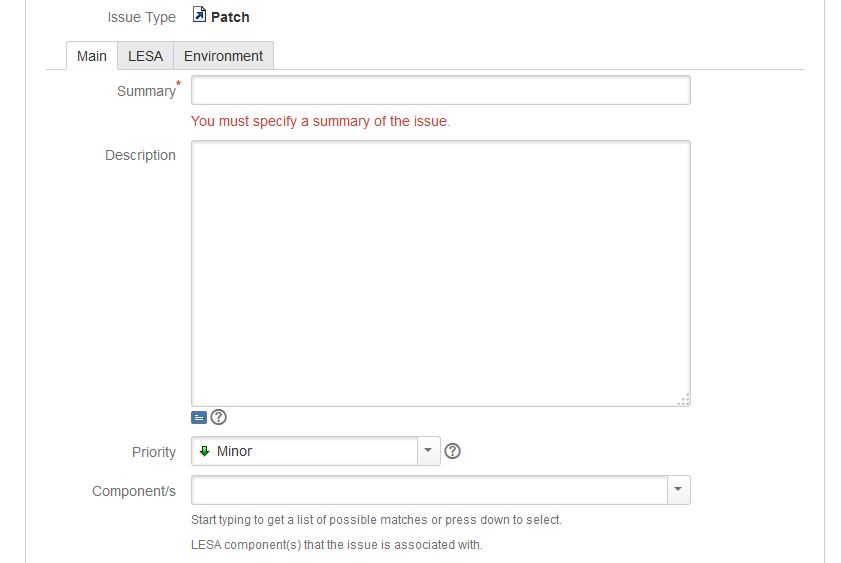 Issue Type Patch
Main LESA Environment
Summary*
You must specify a summary of the issue.
Description
Priority Minor
Component/s
Start typing to get a list of possible matches or press down to select.
LESA component(s) that the issue is associated with.